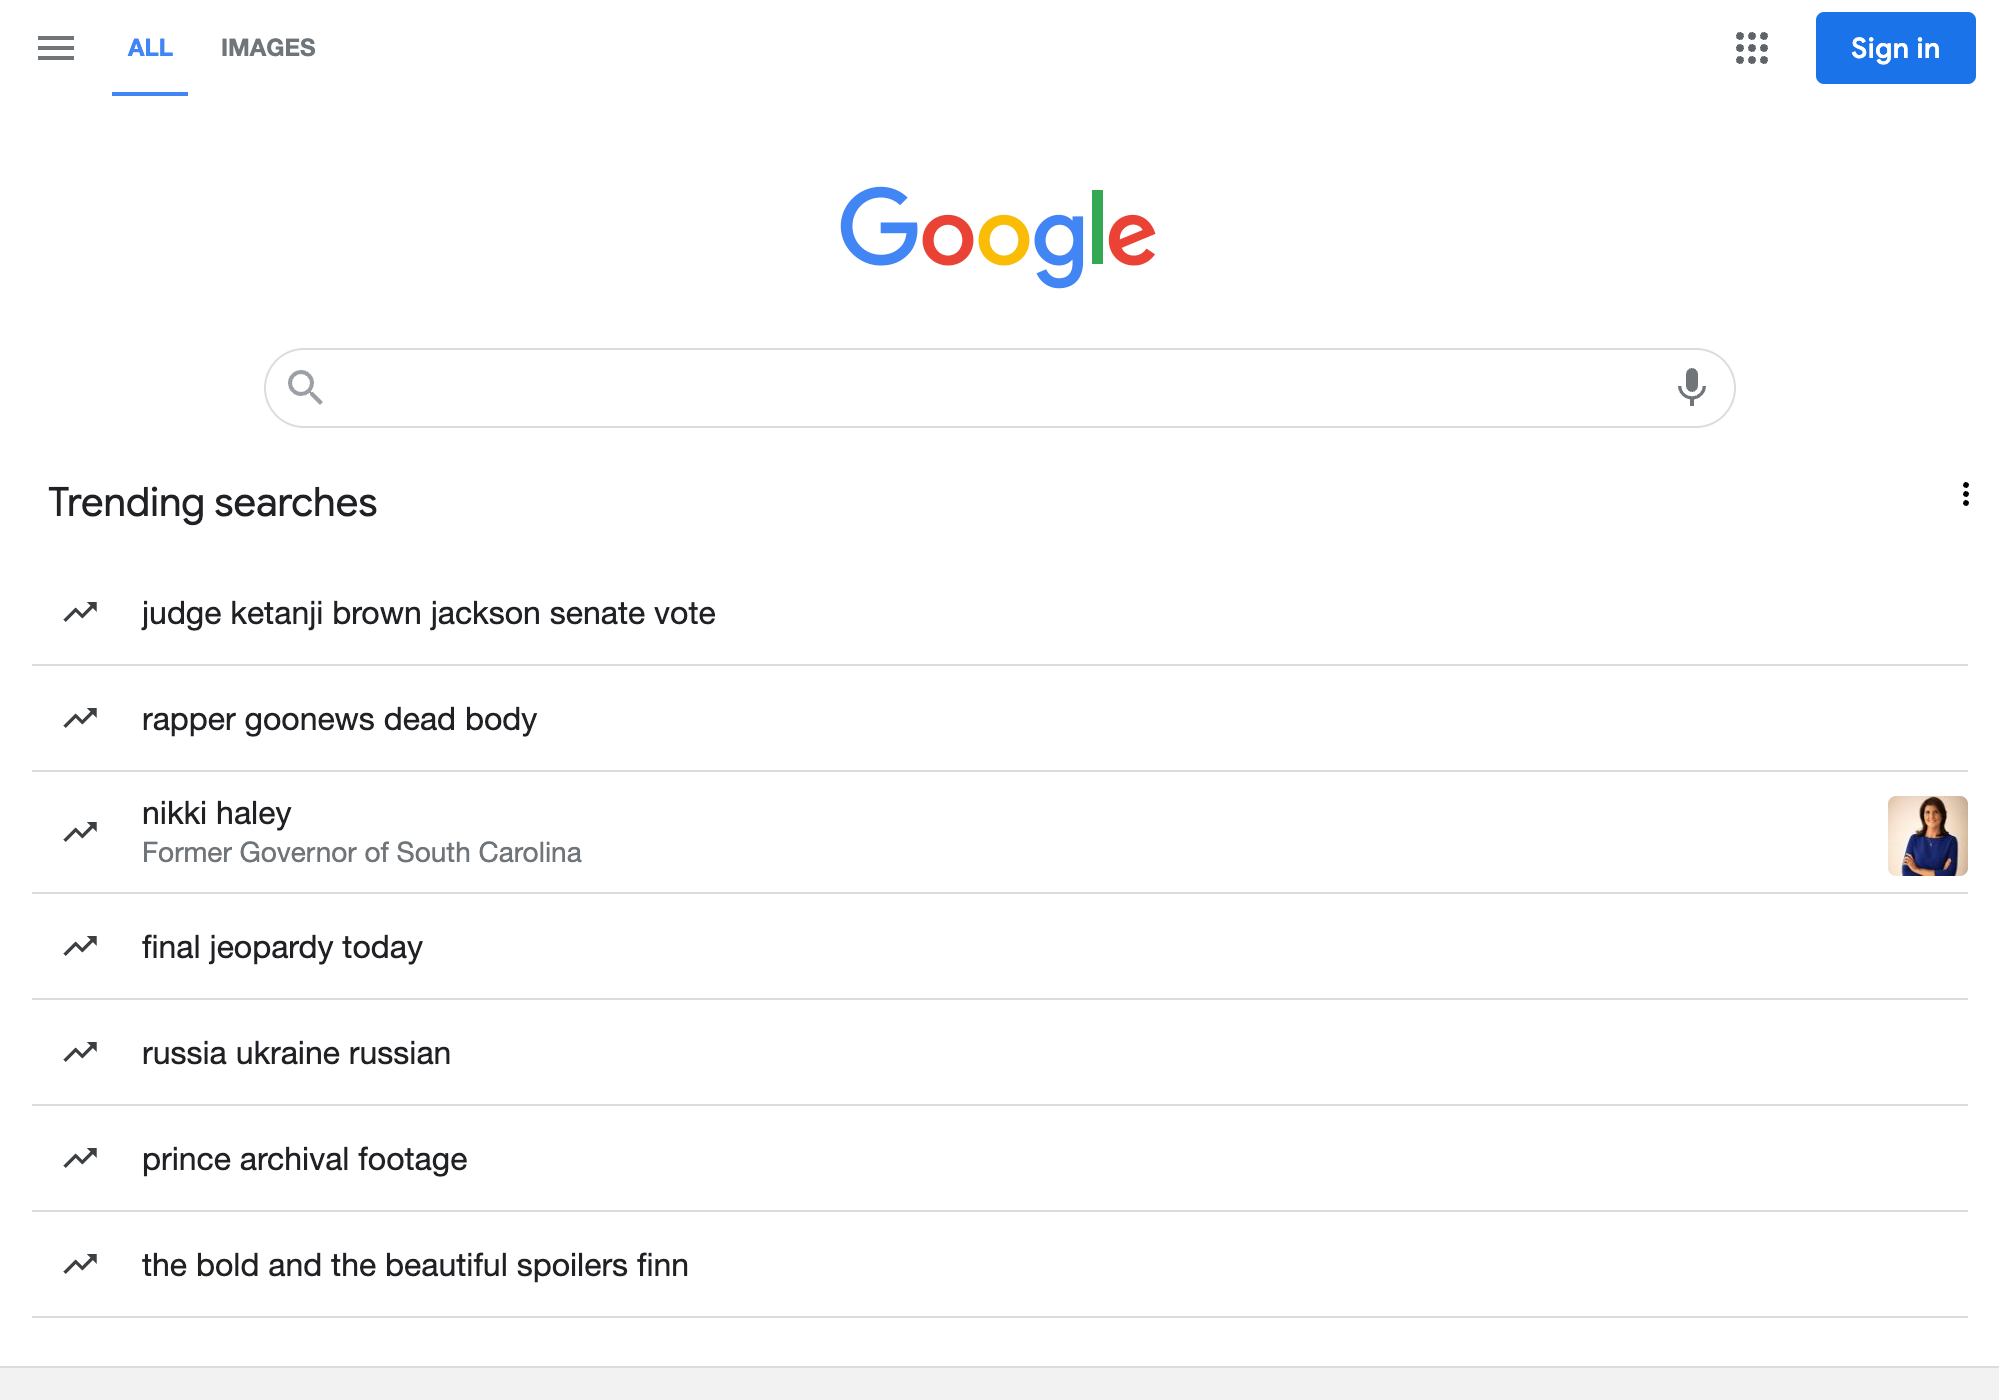 ALL IMAGES Sign in
Google
Trending searches
judge ketanji brown jackson senate vote
rapper goonews dead body
nikki haley
Former Governor of South Carolina
final jeopardy today
russia ukraine russian
prince archival footage
the bold and the beautiful spoilers finn